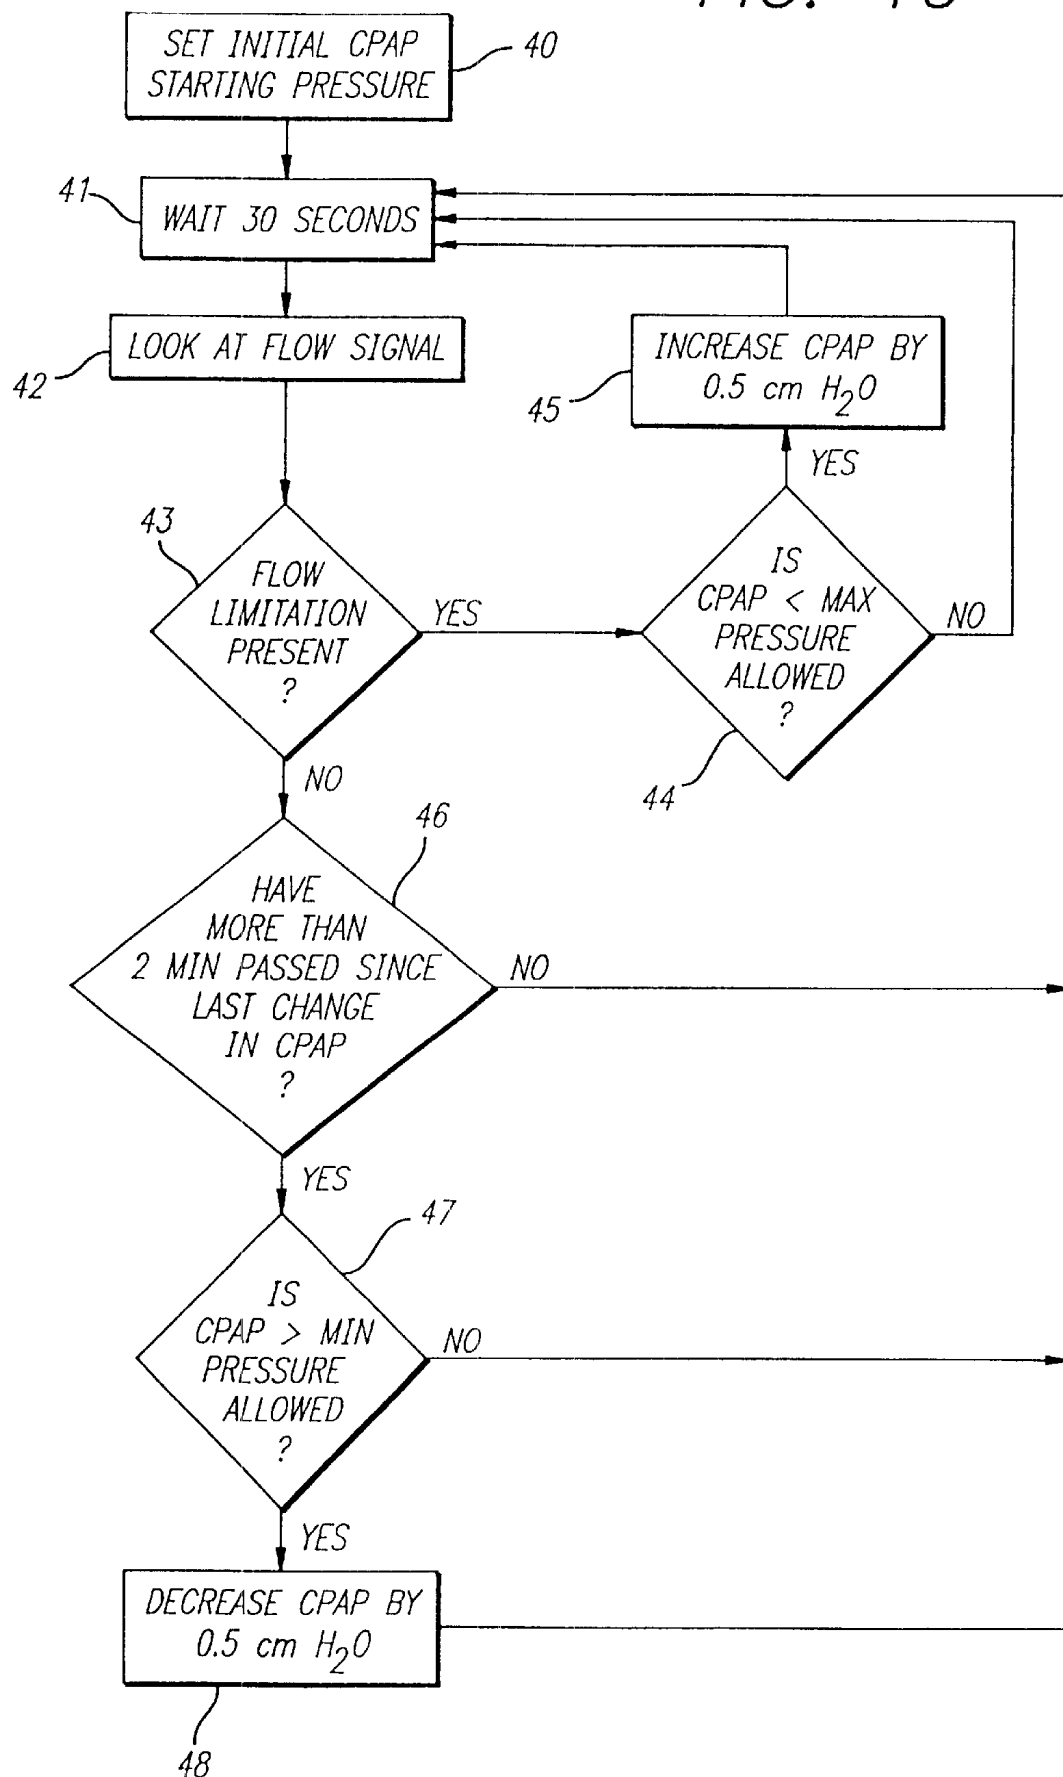 SET INITIAL CPAP
STARTING PRESSURE
40
41
WAIT 30 SECONDS
LOOK AT FLOW SIGNAL
42
INCREASE CPAP BY
0.5 cm H₂O
45
YES
43
FLOW
LIMITATION
PRESENT
?
YES
IS
CPAP < MAX
PRESSURE
ALLOWED
?
NO
44
NO
46
HAVE
MORE THAN
2 MIN PASSED SINCE
LAST CHANGE
IN CPAP
?
NO
YES
47
IS
CPAP > MIN
PRESSURE
ALLOWED
?
NO
YES
DECREASE CPAP BY
0.5 cm H₂O
48